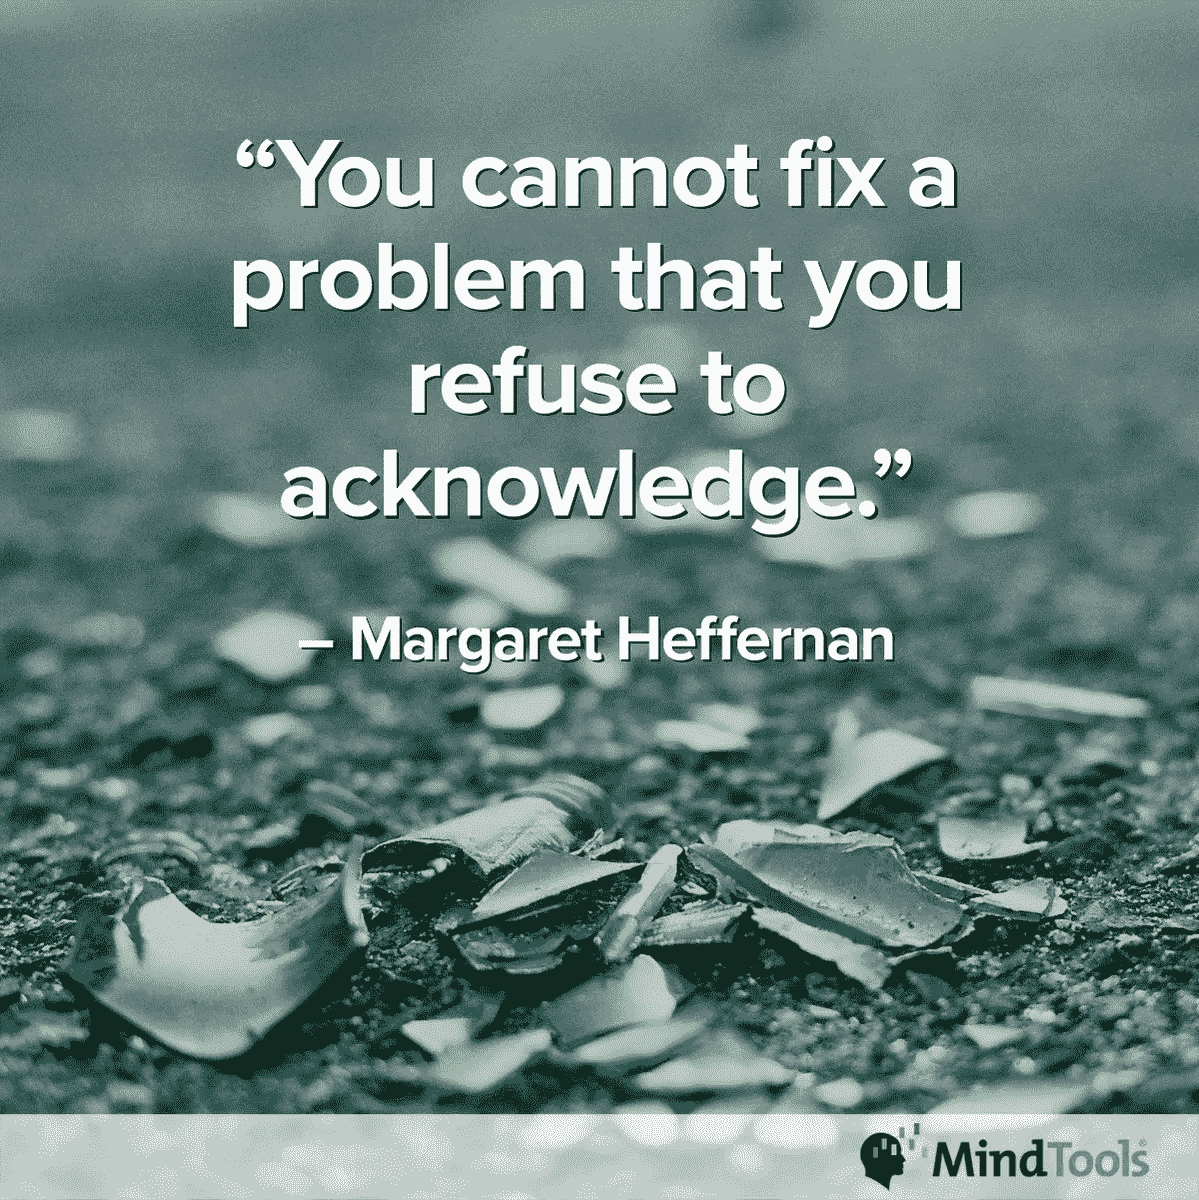 “You cannot fix a
problem that you
refuse to
acknowledge.”
– Margaret Heffernan
MindTools®